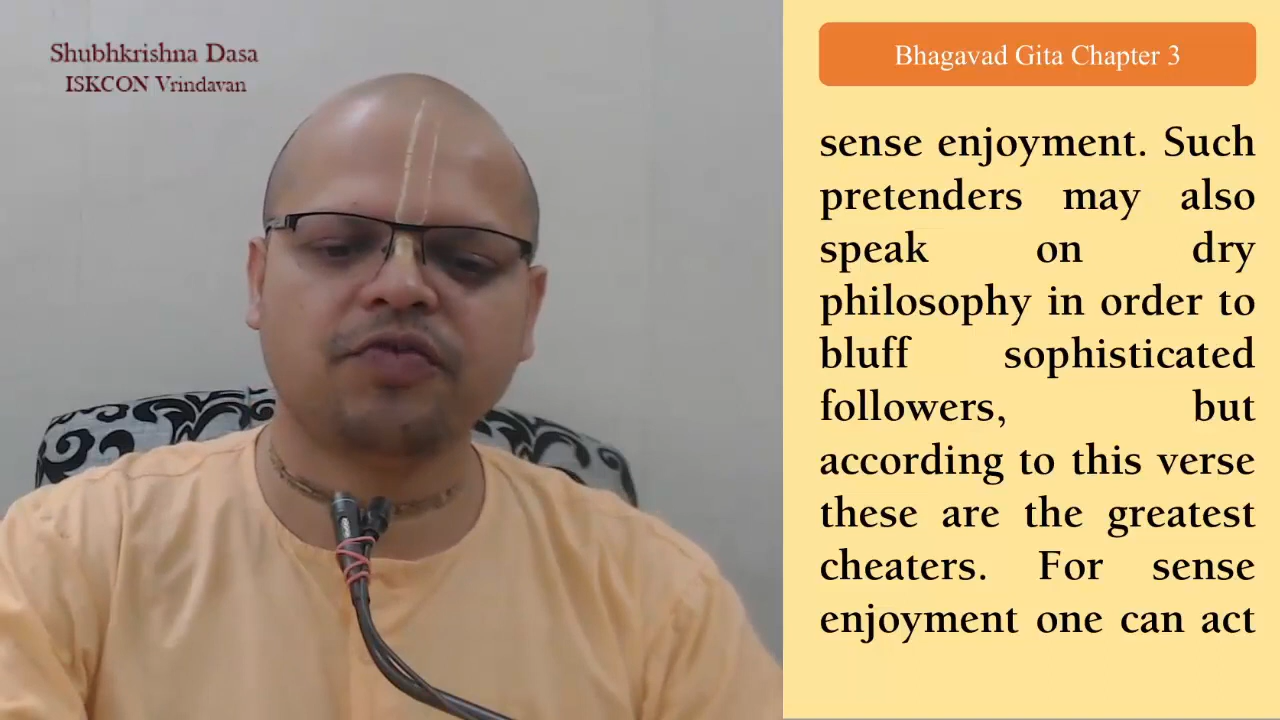 Shubhkrishna Dasa
ISKCON Vrindavan
Bhagavad Gita Chapter 3
sense enjoyment. Such
pretenders may also
speak on dry
philosophy in order to
bluff sophisticated
followers, but
according to this verse
these are the greatest
cheaters. For sense
enjoyment one can act